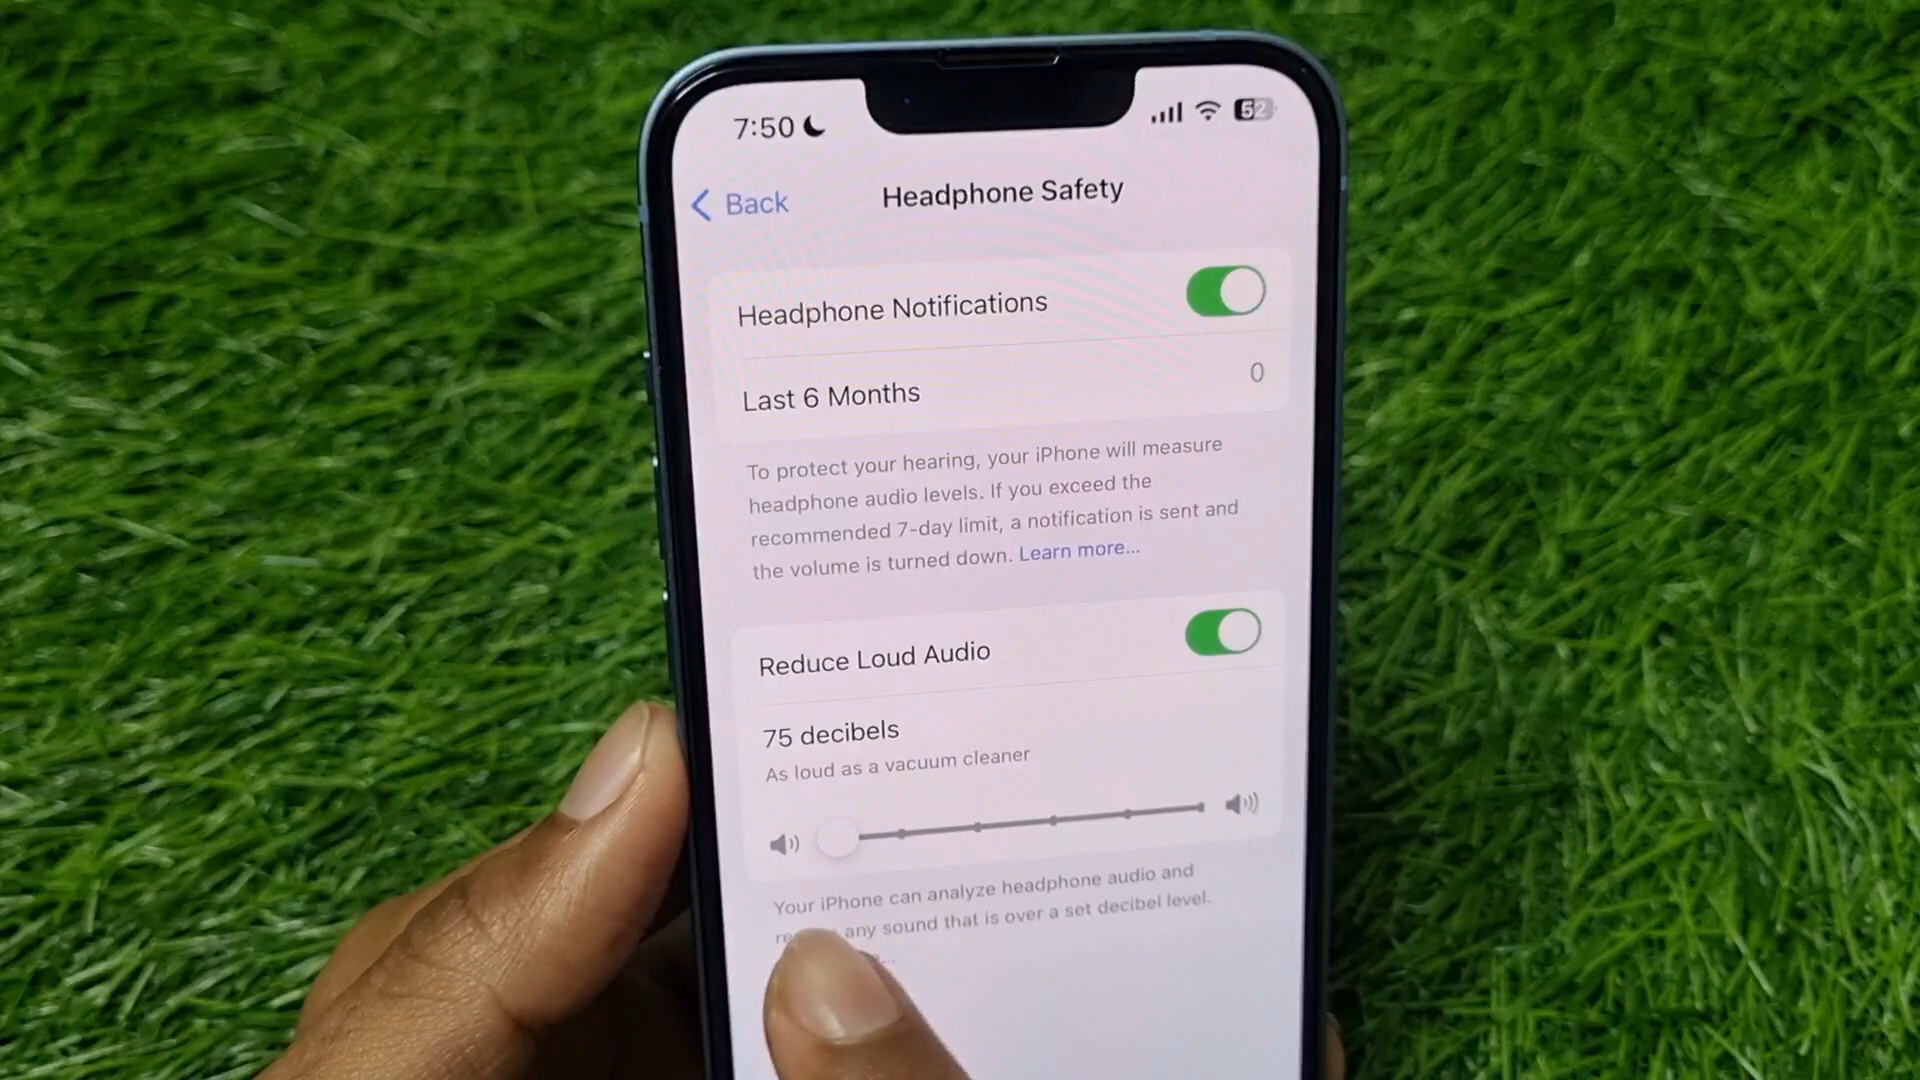 7:50
52
Back
Headphone Safety
Headphone Notifications
Last 6 Months
0
To protect your hearing, your iPhone will measure
headphone audio levels. If you exceed the
recommended 7-day limit, a notification is sent and
the volume is turned down. Learn more...
Reduce Loud Audio
75 decibels
As loud as a vacuum cleaner
Your iPhone can analyze headphone audio and
any sound that is over a set decibel level.